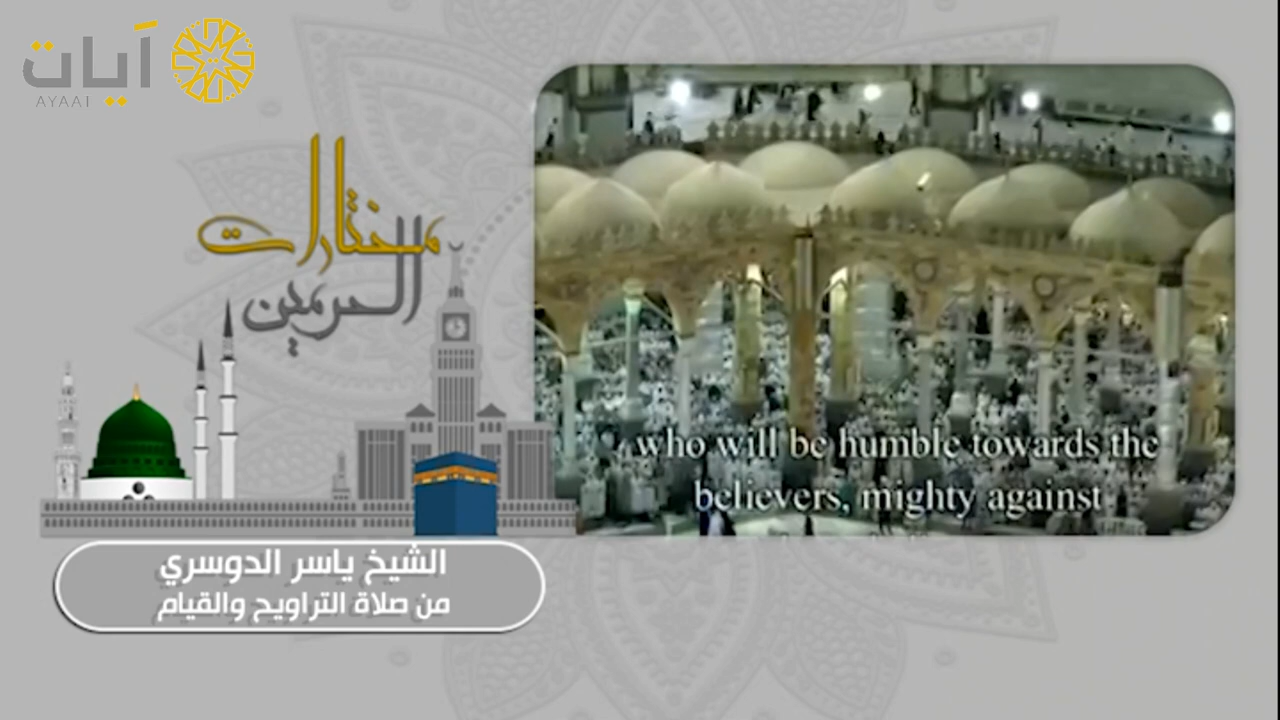 آيات
AYAAT
مختارات
الحرمين
who will be humble towards the
believers, mighty against
الشيخ ياسر الدوسري
من صلاة التراويح والقيام